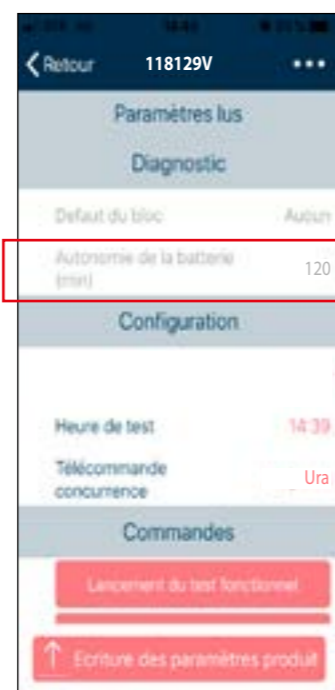 Retour
118129V
Paramètres lus
Diagnostic
Defaut du bloc Aucun
Autonomie de la batterie
(min) 120
Configuration
Heure de test 14:39
Télécommande
concurrence Ura
Commandes
Lancement du test fonctionnel
Ecriture des paramètres produit